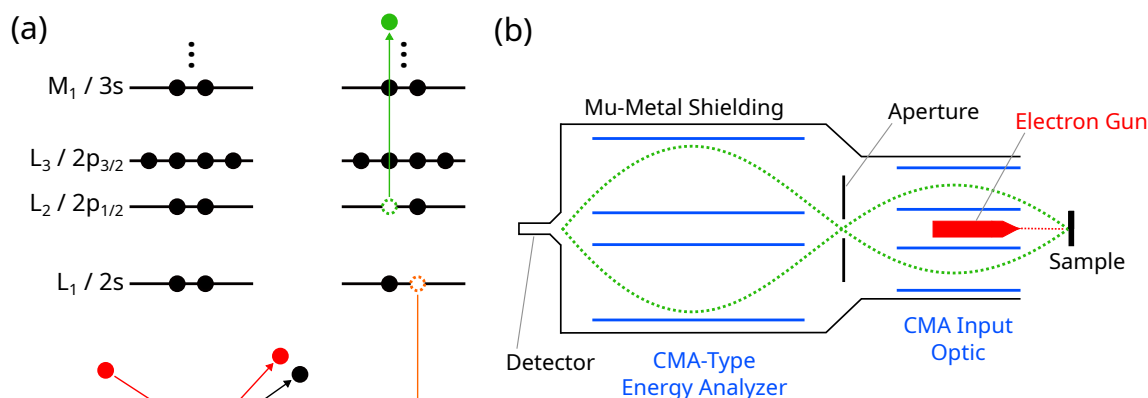 (a)
M₁ / 3s
L₃ / 2p₃/₂
L₂ / 2p₁/₂
L₁ / 2s
(b)
Mu-Metal Shielding
Aperture
Electron Gun
Sample
Detector
CMA-Type
Energy Analyzer
CMA Input
Optic